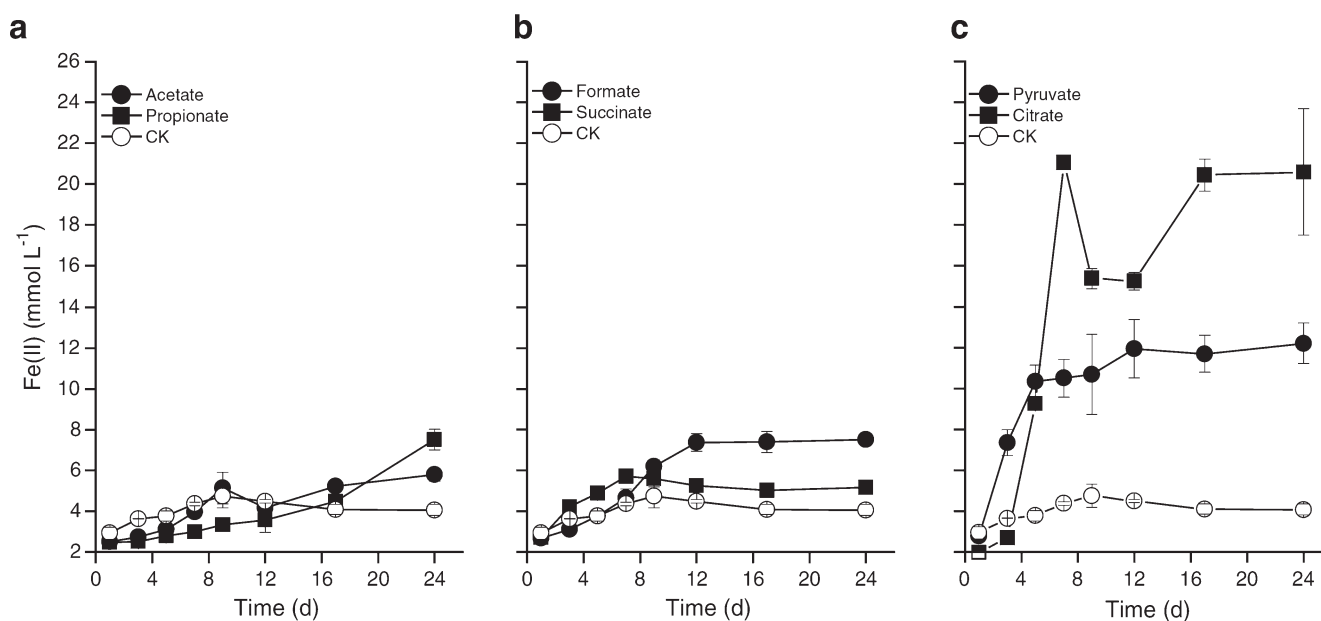 a
b
c
Fe(II) (mmol L⁻¹)
26
24
22
20
18
16
14
12
10
8
6
4
2
Acetate
Propionate
CK
0 4 8 12 16 20 24
Time (d)
Formate
Succinate
CK
0 4 8 12 16 20 24
Time (d)
Pyruvate
Citrate
CK
0 4 8 12 16 20 24
Time (d)